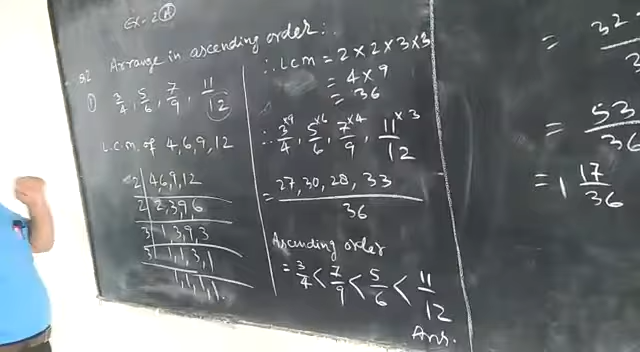 Ex-2 A
Arrange in ascending order:-
Q2
① 3/4, 5/6, 7/9, 11/12
L.C.M. of 4,6,9,12
2 | 4,6,9,12
2 | 2,3,9,6
3 | 1,3,9,3
3 | 1,1,3,1
1,1,1,1.
∴ LCM = 2×2×3×3
= 4×9
= 36
∴ 3×9/4, 5×6/6, 7×4/9, 11×3/12
= 27, 30, 28, 33/36
Ascending order
= 3/4 < 7/9 < 5/6 < 11/12
Ans.
= 32
= 53/36
= 1 17/36